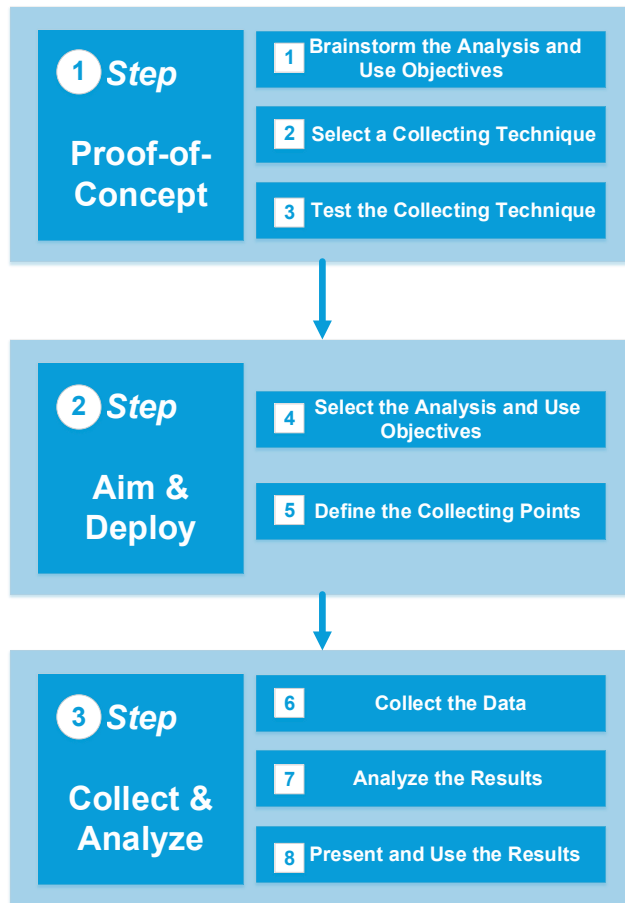 1 Step
Proof-of-
Concept
1 Brainstorm the Analysis and
Use Objectives
2 Select a Collecting Technique
3 Test the Collecting Technique
2 Step
Aim &
Deploy
4 Select the Analysis and Use
Objectives
5 Define the Collecting Points
3 Step
Collect &
Analyze
6 Collect the Data
7 Analyze the Results
8 Present and Use the Results